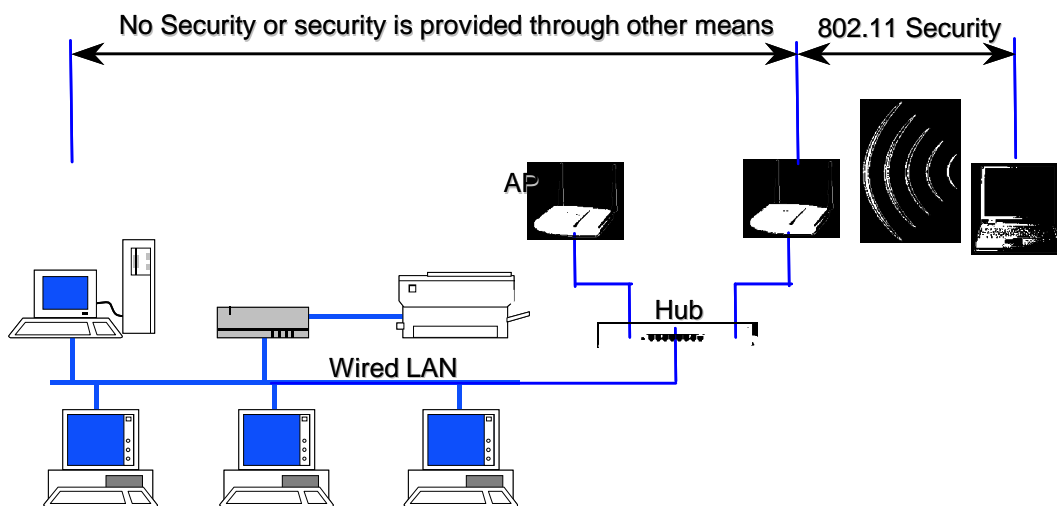 No Security or security is provided through other means
802.11 Security
AP
Hub
Wired LAN